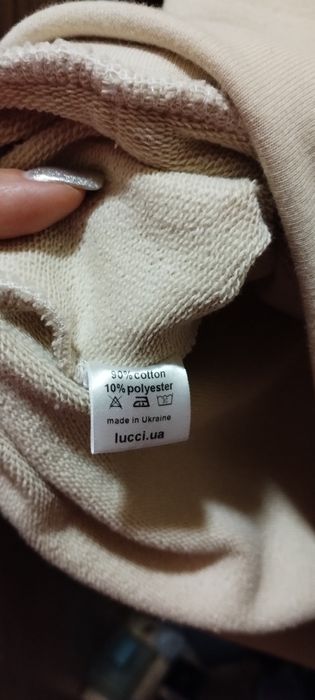 90% cotton
10% polyester
made in Ukraine
lucci.ua